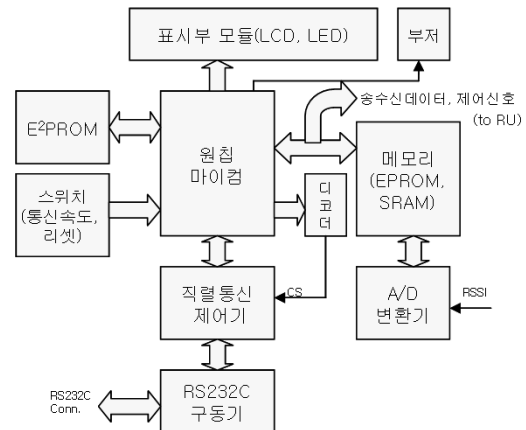 표시부 모듈(LCD, LED)
부저
송수신데이터, 제어신호
(to RU)
E²PROM
원칩
마이컴
메모리
(EPROM,
SRAM)
스위치
(통신속도,
리셋)
디
코
더
직렬통신
제어기
CS
A/D
변환기
RSSI
RS232C
Conn.
RS232C
구동기